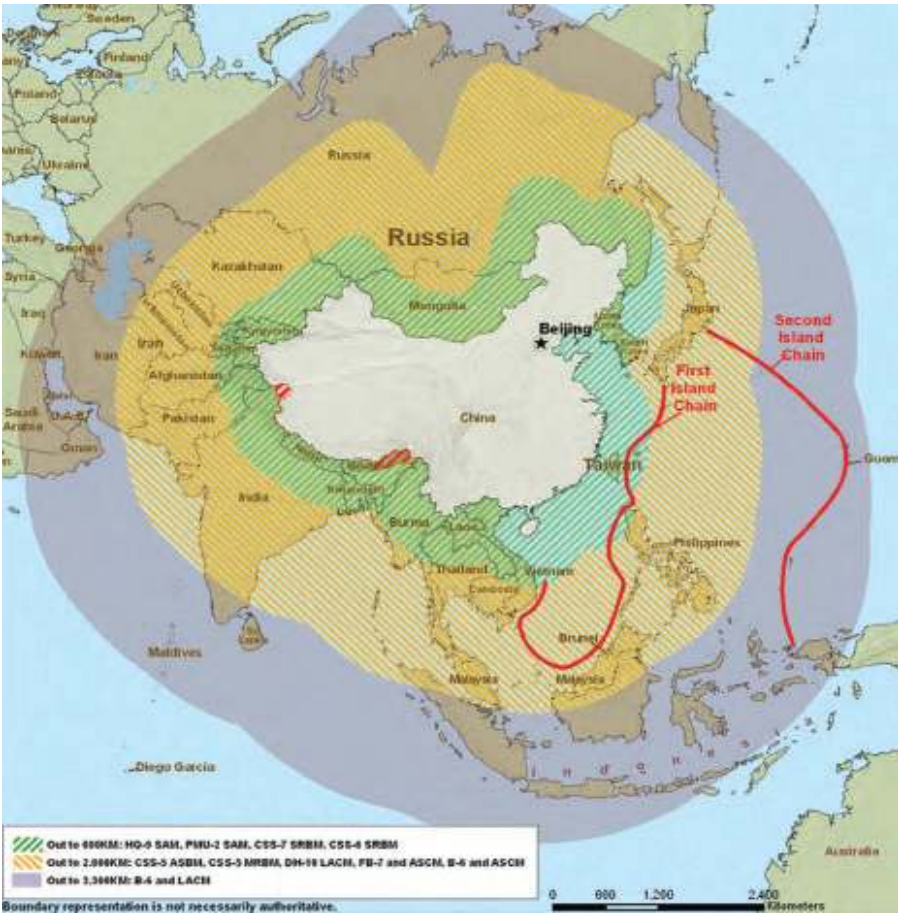 Sweden
Finland
Estonia
Poland
Belarus
Ukraine
Russia
Russia
Turkey
Georgia
Kazakhstan
Syria
Uzbekistan
Mongolia
Beijing
Japan
Second
Island
Chain
Iraq
Iran
Iran
Kuwait
Afghanistan
First
Island
Chain
China
Saudi
Arabia
U.A.E.
Pakistan
Oman
Taiwan
Guam
India
Burma
Laos
Philippines
Thailand
Vietnam
Cambodia
Brunei
Maldives
Malaysia
Malaysia
Indonesia
Diego Garcia
Australia
Out to 600KM: HQ-9 SAM, PMU-2 SAM, CSS-7 SRBM, CSS-6 SRBM
Out to 2,000KM: CSS-5 ASBM, CSS-5 MRBM, DH-10 LACM, FB-7 and ASCM, B-6 and ASCM
Out to 3,300KM: B-6 and LACM
Boundary representation is not necessarily authoritative.
0 600 1,200 2,400
Kilometers